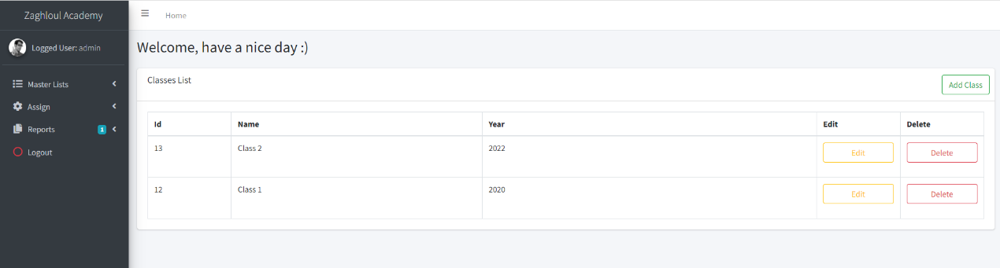 Zaghloul Academy
Home
Logged User: admin
Welcome, have a nice day :)
Master Lists
Assign
Reports 1
Logout
Classes List
Add Class
Id Name Year Edit Delete
13 Class 2 2022 Edit Delete
12 Class 1 2020 Edit Delete